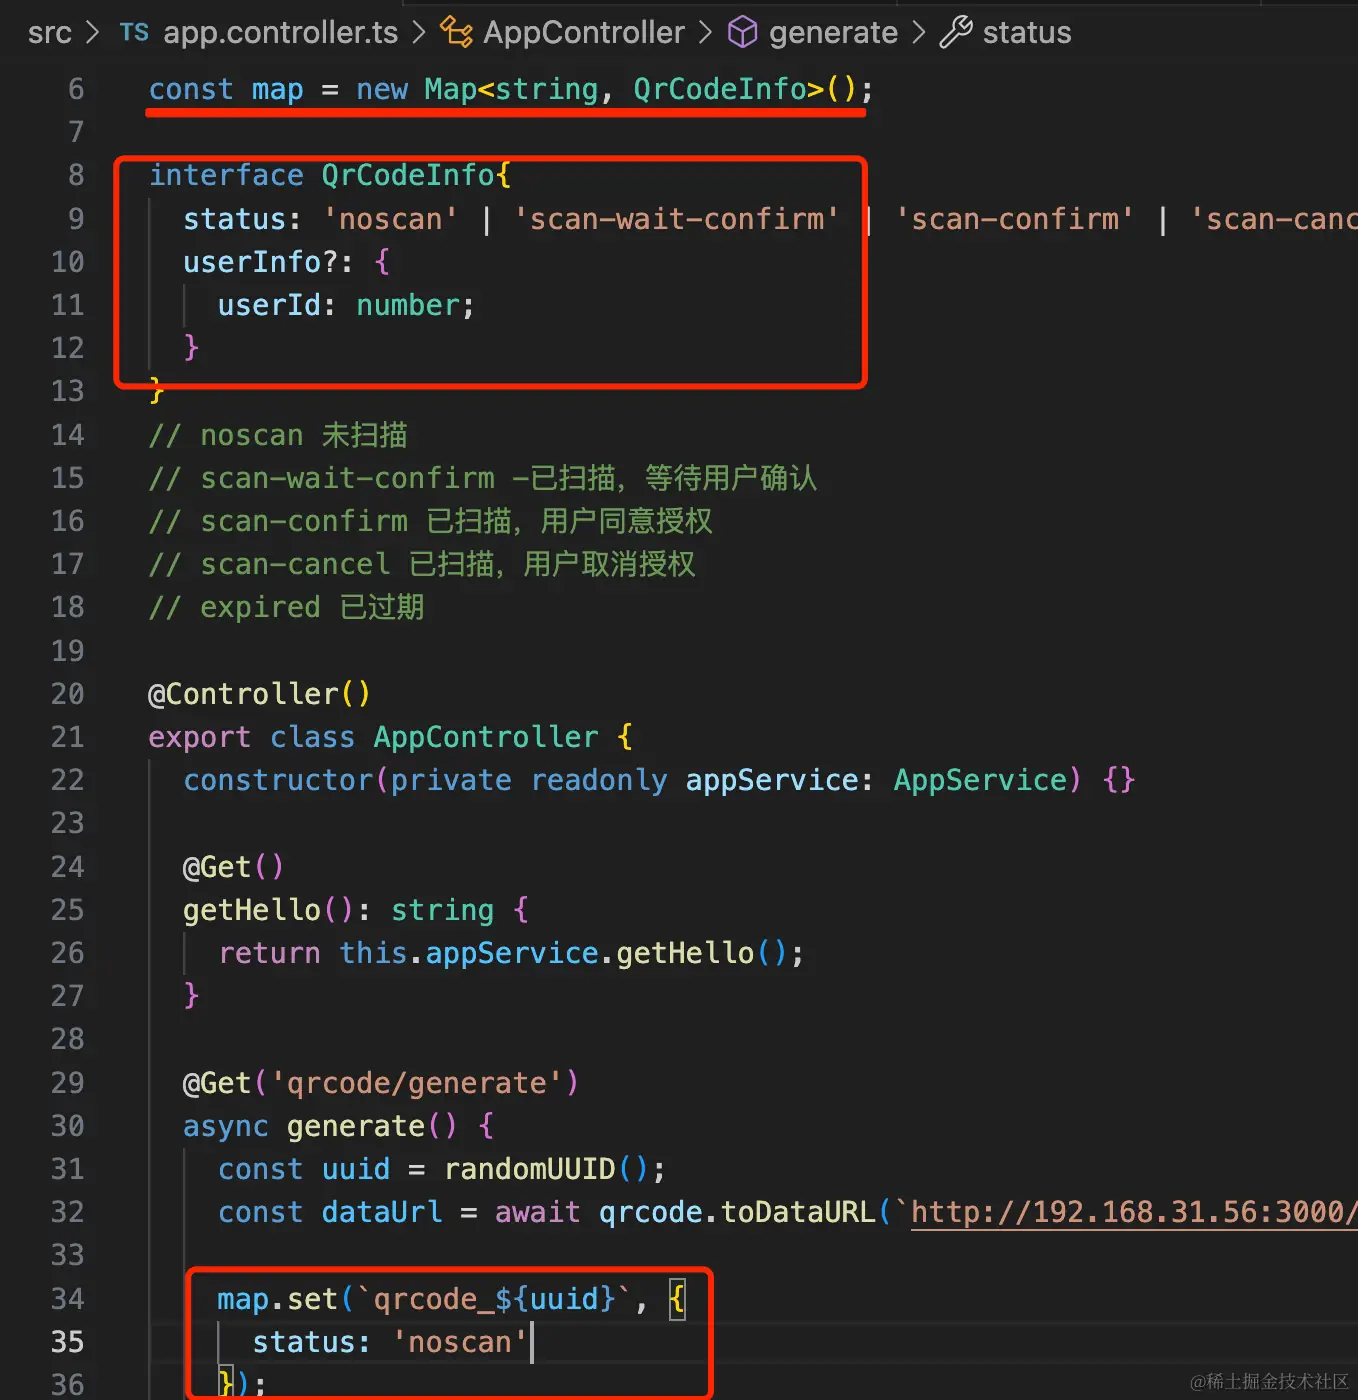 src > TS app.controller.ts > AppController > generate > status
6 const map = new Map<string, QrCodeInfo>();
7
8 interface QrCodeInfo{
9 status: 'noscan' | 'scan-wait-confirm' | 'scan-confirm' | 'scan-canc
10 userInfo?: {
11 userId: number;
12 }
13 }
14 // noscan 未扫描
15 // scan-wait-confirm -已扫描，等待用户确认
16 // scan-confirm 已扫描，用户同意授权
17 // scan-cancel 已扫描，用户取消授权
18 // expired 已过期
19
20 @Controller()
21 export class AppController {
22 constructor(private readonly appService: AppService) {}
23
24 @Get()
25 getHello(): string {
26 return this.appService.getHello();
27 }
28
29 @Get('qrcode/generate')
30 async generate() {
31 const uuid = randomUUID();
32 const dataUrl = await qrcode.toDataURL(`http://192.168.31.56:3000/
33
34 map.set(`qrcode_${uuid}`, {
35 status: 'noscan'
36 });
@稀土掘金技术社区